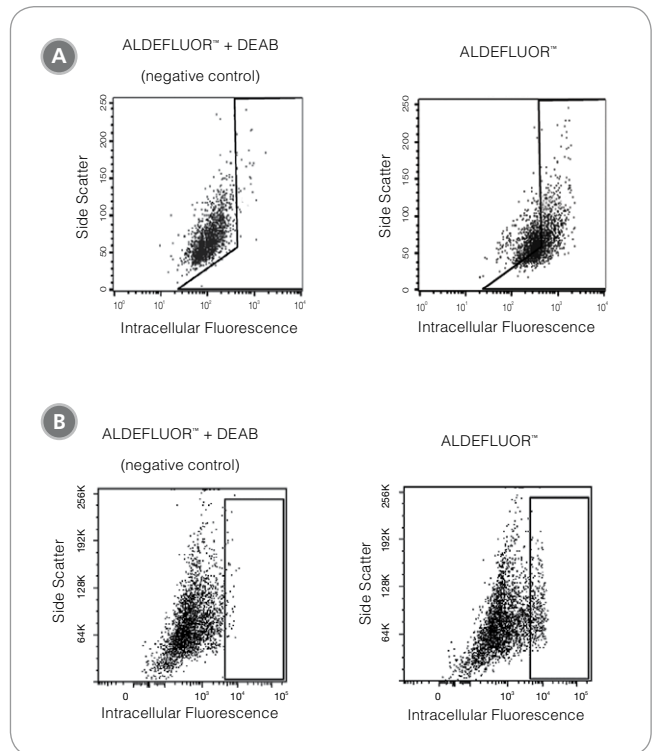 A
ALDEFLUOR™ + DEAB
(negative control)
Side Scatter
250
200
150
100
50
0
10⁰ 10¹ 10² 10³ 10⁴
Intracellular Fluorescence
ALDEFLUOR™
Side Scatter
250
200
150
100
50
0
10⁰ 10¹ 10² 10³ 10⁴
Intracellular Fluorescence
B
ALDEFLUOR™ + DEAB
(negative control)
Side Scatter
256K
192K
128K
64K
0 10³ 10⁴ 10⁵
Intracellular Fluorescence
ALDEFLUOR™
Side Scatter
256K
192K
128K
64K
0 10³ 10⁴ 10⁵
Intracellular Fluorescence